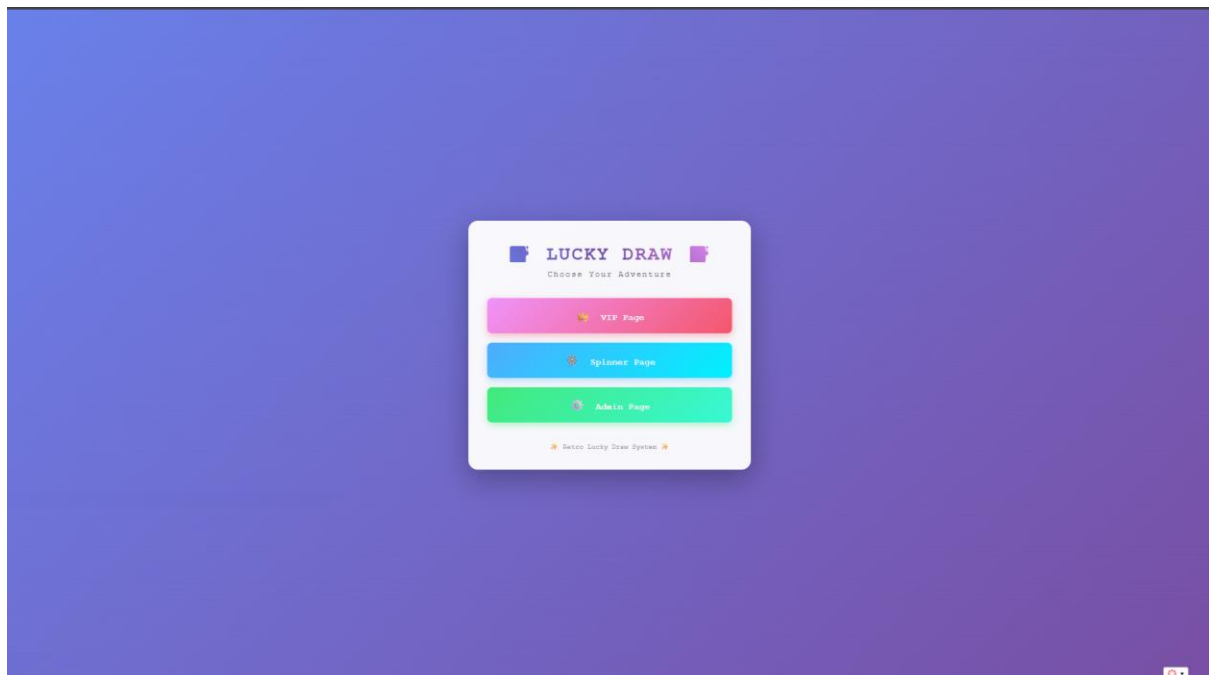 LUCKY DRAW
Choose Your Adventure
VIP Page
Spinner Page
Admin Page
Retro Lucky Draw System